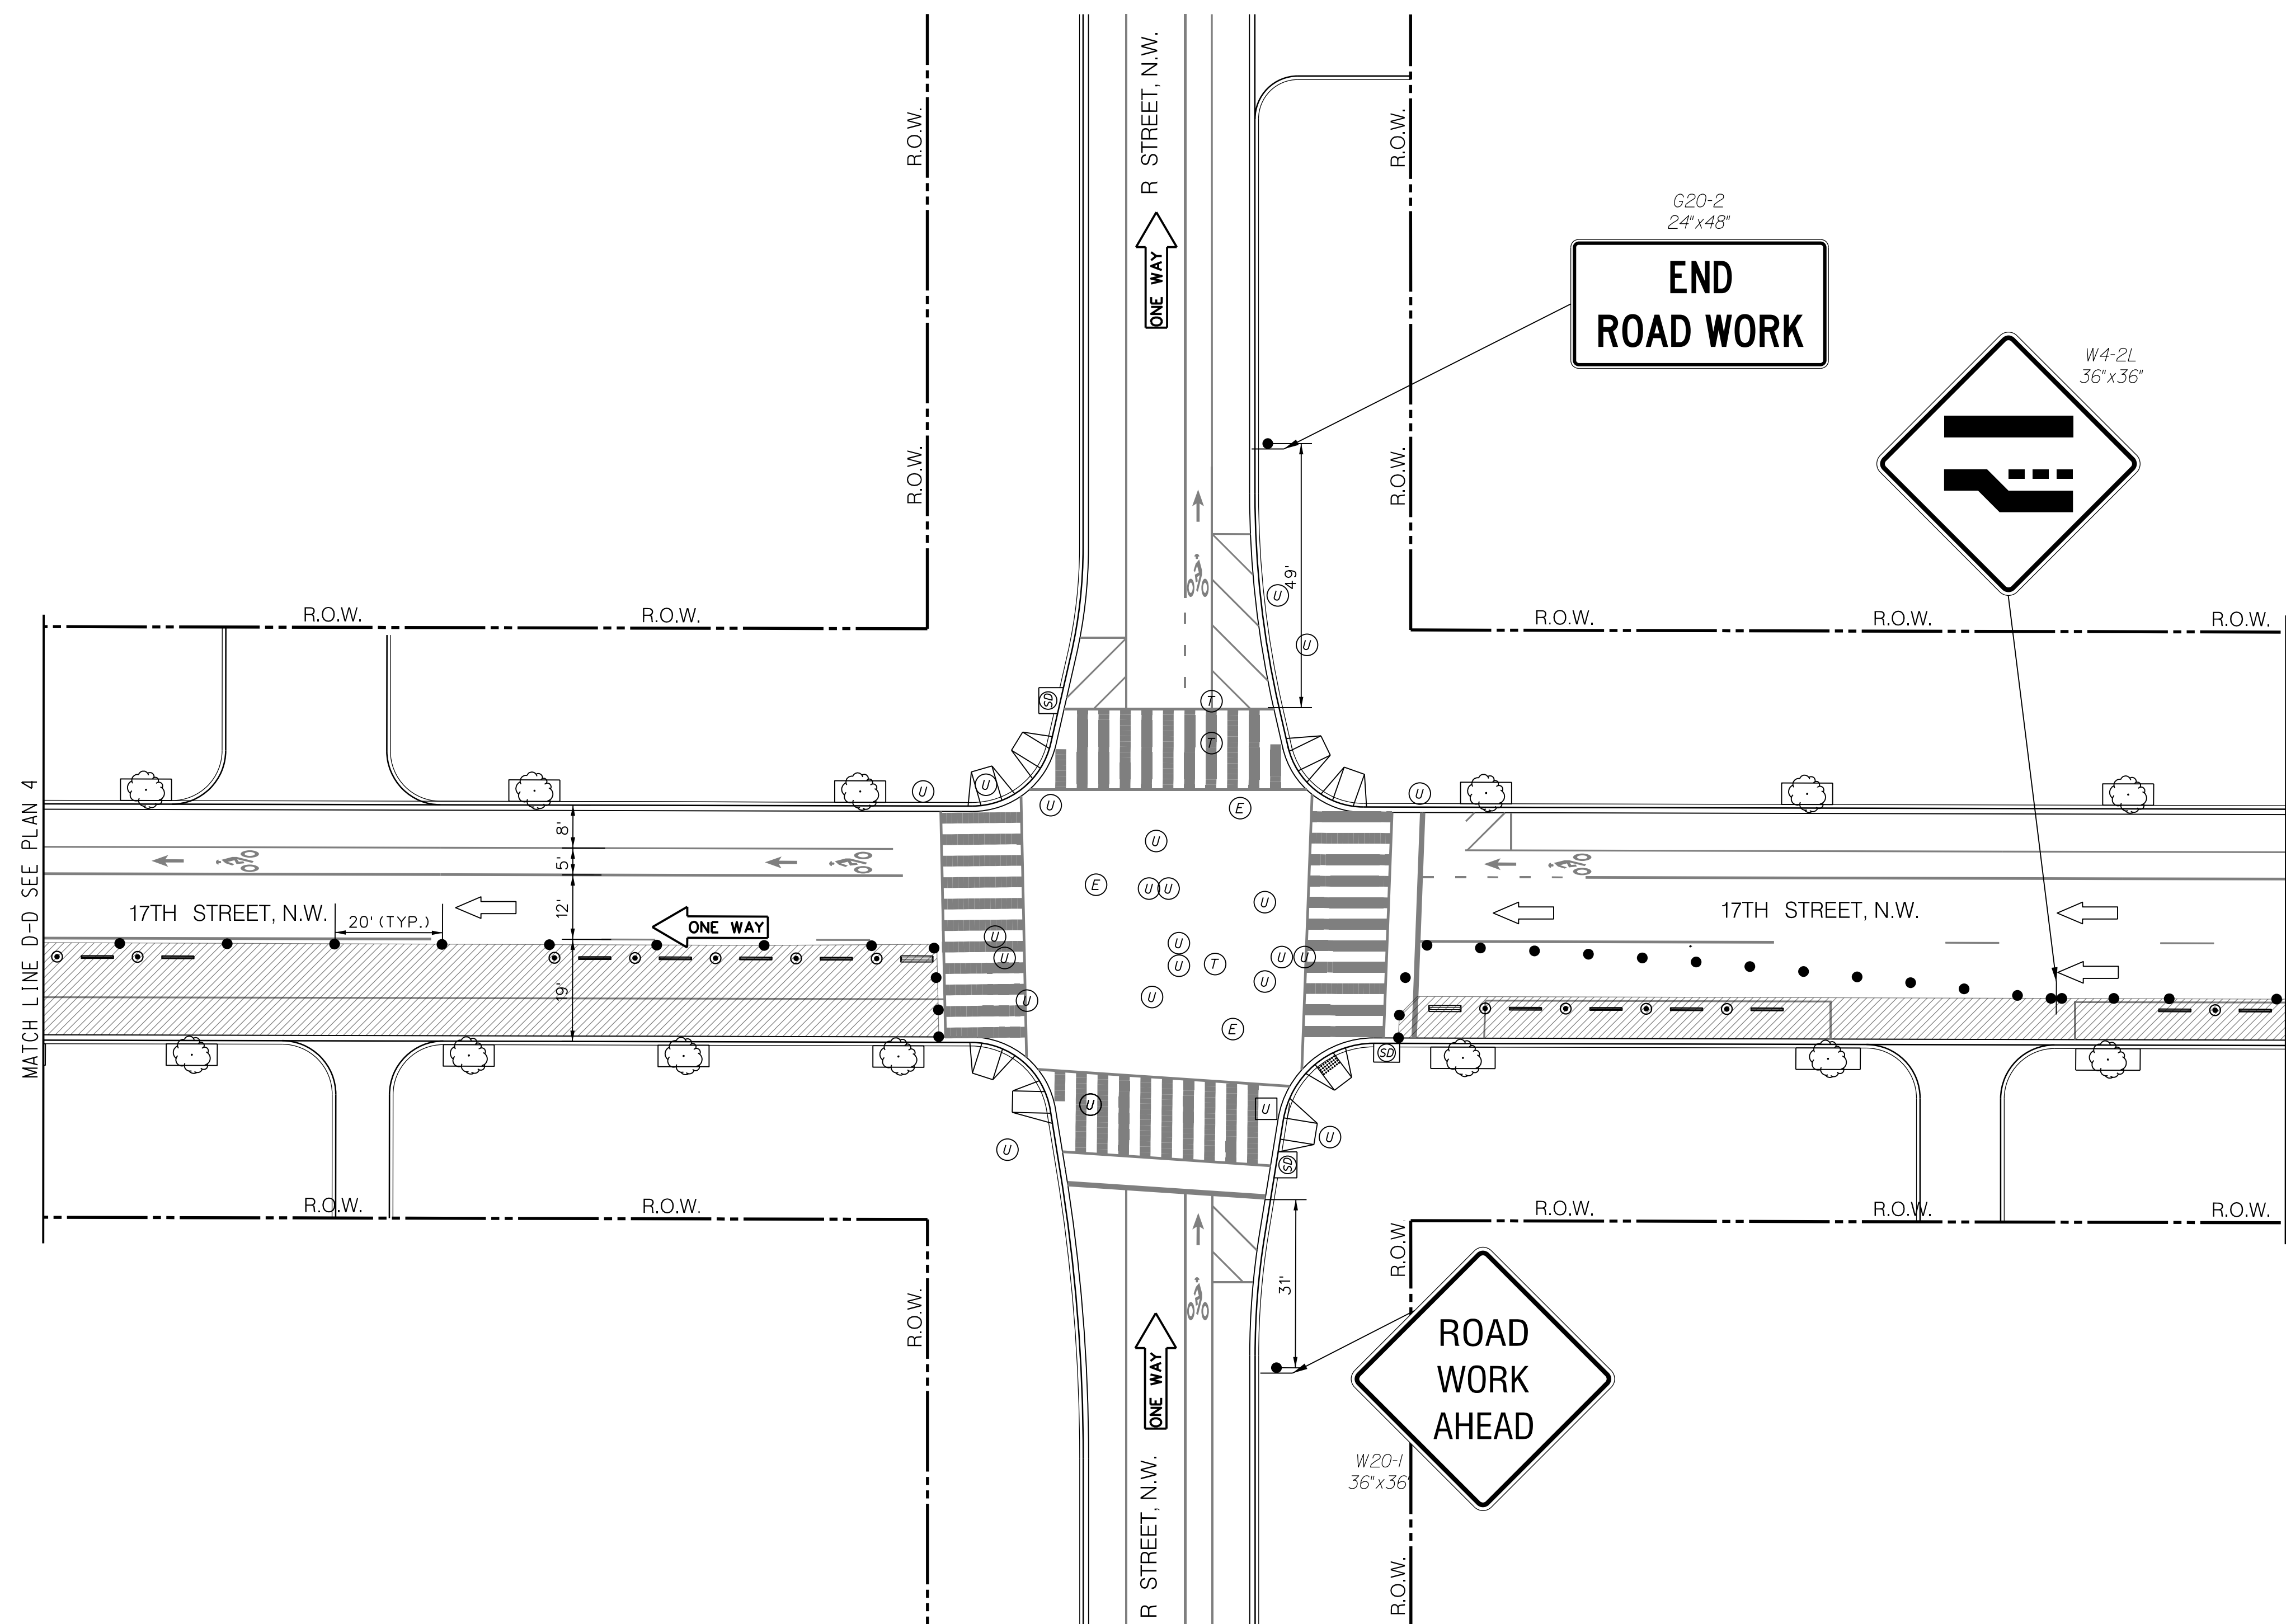 R STREET, N.W.
R.O.W.
R.O.W.
G20-2
24"x48"
END
ROAD WORK
ONE WAY
W4-2L
36"x36"
R.O.W.
R.O.W.
49'
U
R.O.W.
R.O.W.
R.O.W.
R.O.W.
R.O.W.
U
SD
T
T
U
U
U
E
U
MATCH LINE D-D SEE PLAN 4
8'
5'
12'
19'
U
E
U
U
U
17TH STREET, N.W.
20' (TYP.)
ONE WAY
17TH STREET, N.W.
U
U
U
U
T
U
U
U
U
U
U
E
SD
U
U
U
U
SD
R.O.W.
R.O.W.
R.O.W.
R.O.W.
R.O.W.
R.O.W.
R.O.W.
31'
ONE WAY
ROAD
WORK
AHEAD
W20-1
36"x36"
R STREET, N.W.
R.O.W.